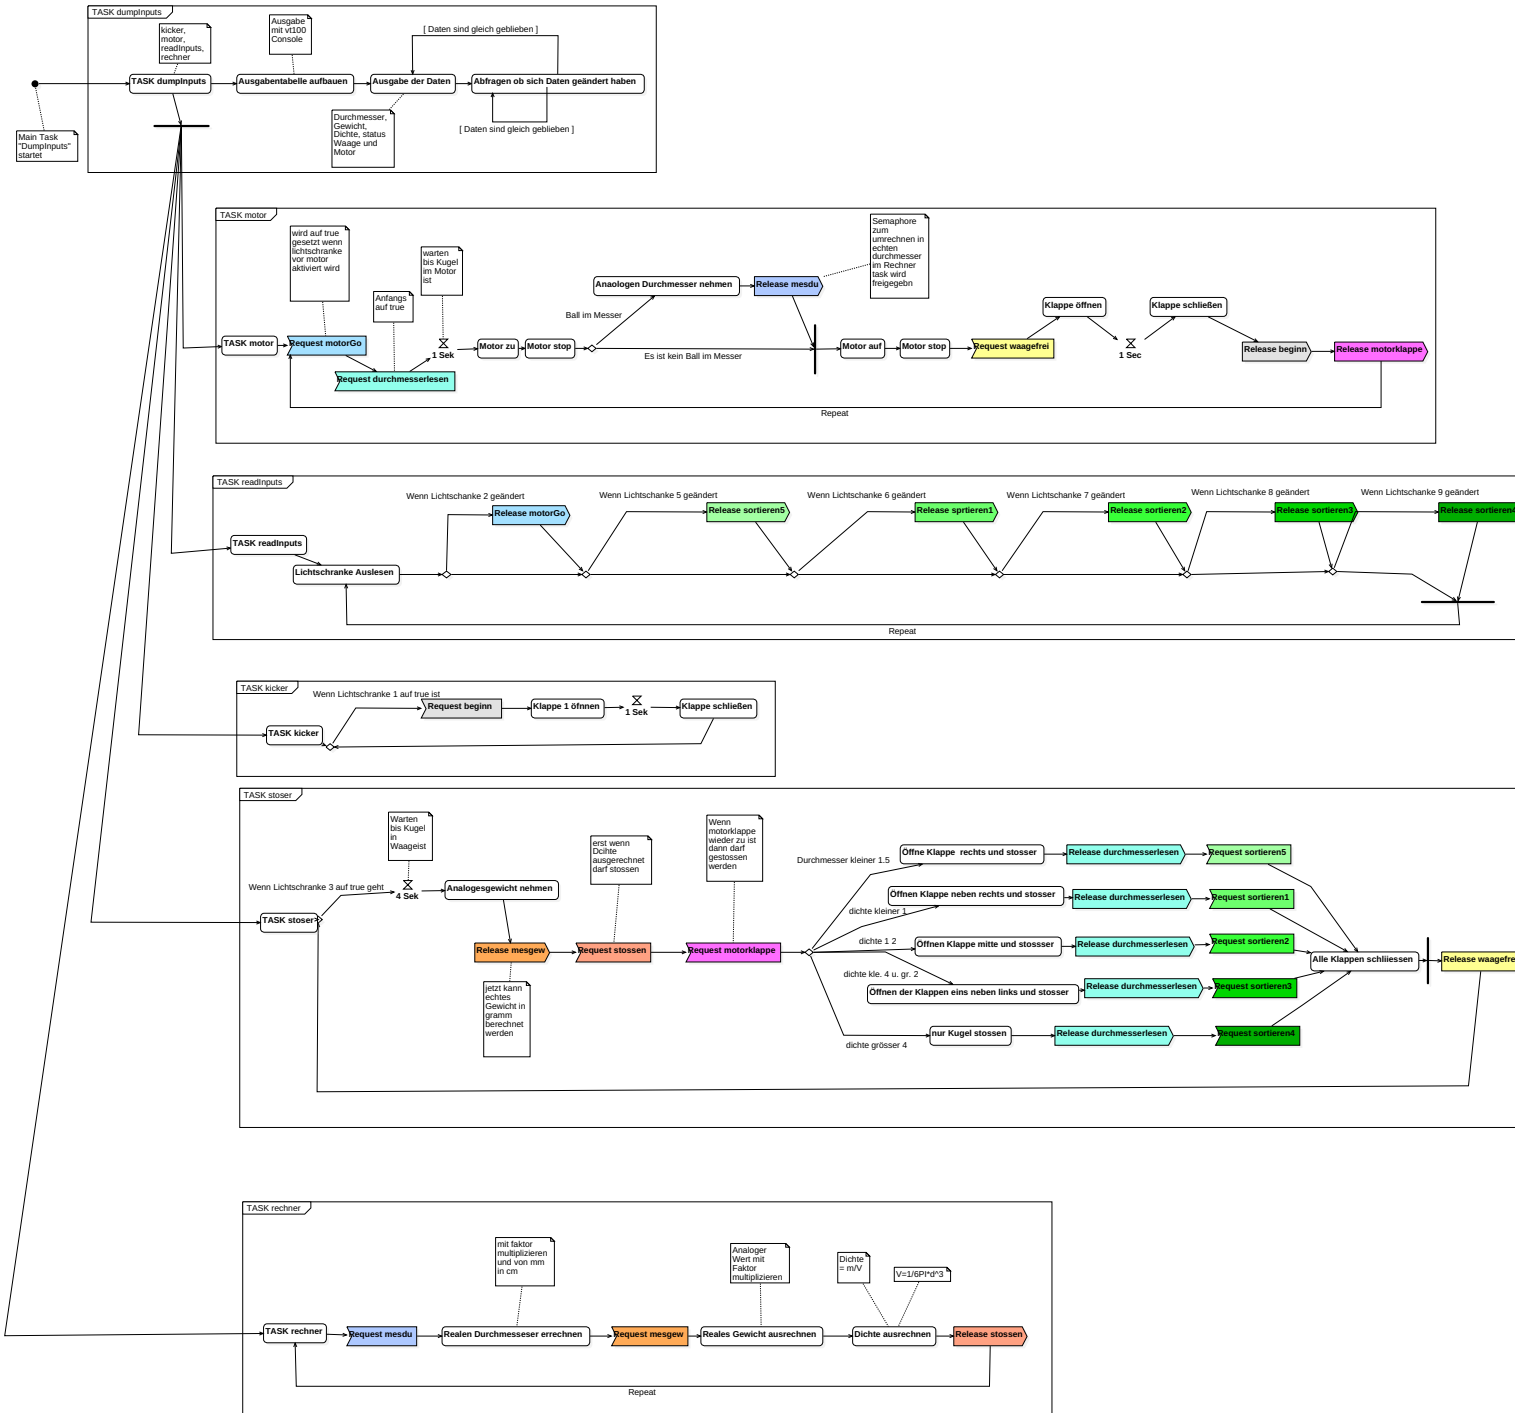 TASK dumpInputs
kicker,
motor,
readInputs,
rechner
Ausgabe
mit vt100
Console
[ Daten sind gleich geblieben ]
TASK dumpInputs
Ausgabentabelle aufbauen
Ausgabe der Daten
Abfragen ob sich Daten geändert haben
Main Task
"DumpInputs"
startet
Durchmesser,
Gewicht,
Dichte, status
Waage und
Motor
[ Daten sind gleich geblieben ]
TASK motor
wird auf true
gesetzt wenn
lichtschranke
vor motor
aktiviert wird
Anfangs
auf true
warten
bis Kugel
im Motor
ist
Semaphore
zum
umrechnen in
echten
durchmesser
im Rechner
task wird
freigegebn
Anaologen Durchmesser nehmen
Release mesdu
Ball im Messer
Klappe öffnen
Klappe schließen
TASK motor
Request motorGo
1 Sek
Motor zu
Motor stop
Es ist kein Ball im Messer
Motor auf
Motor stop
Request waagefrei
1 Sec
Release beginn
Release motorklappe
Request durchmesserlesen
Repeat
TASK readInputs
Wenn Lichtschanke 2 geändert
Wenn Lichtschanke 5 geändert
Wenn Lichtschanke 6 geändert
Wenn Lichtschanke 7 geändert
Wenn Lichtschanke 8 geändert
Wenn Lichtschanke 9 geändert
Release motorGo
Release sortieren5
Release sprtieren1
Release sortieren2
Release sortieren3
Release sortieren4
TASK readInputs
Lichtschranke Auslesen
Repeat
TASK kicker
Wenn Lichtschranke 1 auf true ist
Request beginn
Klappe 1 öfnnen
1 Sek
Klappe schließen
TASK kicker
TASK stoser
Warten
bis Kugel
in
Waageist
erst wenn
Dcihte
ausgerechnet
darf stossen
Wenn
motorklappe
wieder zu ist
dann darf
gestossen
werden
Wenn Lichtschranke 3 auf true geht
4 Sek
Analogesgewicht nehmen
TASK stoser
Release mesgew
Request stossen
Request motorklappe
jetzt kann
echtes
Gewicht in
gramm
berechnet
werden
Durchmesser kleiner 1.5
Öffne Klappe  rechts und stosser
Release durchmesserlesen
Request sortieren5
dichte kleiner 1
Öffnen Klappe neben rechts und stosser
Release durchmesserlesen
Request sortieren1
dichte 1 2
Öffnen Klappe mitte und stossser
Release durchmesserlesen
Request sortieren2
dichte kle. 4 u. gr. 2
Öffnen der Klappen eins neben links und stosser
Release durchmesserlesen
Request sortieren3
dichte grösser 4
nur Kugel stossen
Release durchmesserlesen
Request sortieren4
Alle Klappen schliiessen
Release waagefre
TASK rechner
mit faktor
multiplizieren
und von mm
in cm
Analoger
Wert mit
Faktor
multiplizieren
Dichte
= m/V
V=1/6PI*d^3
TASK rechner
Request mesdu
Realen Durchmesseser errechnen
Request mesgew
Reales Gewicht ausrechnen
Dichte ausrechnen
Release stossen
Repeat